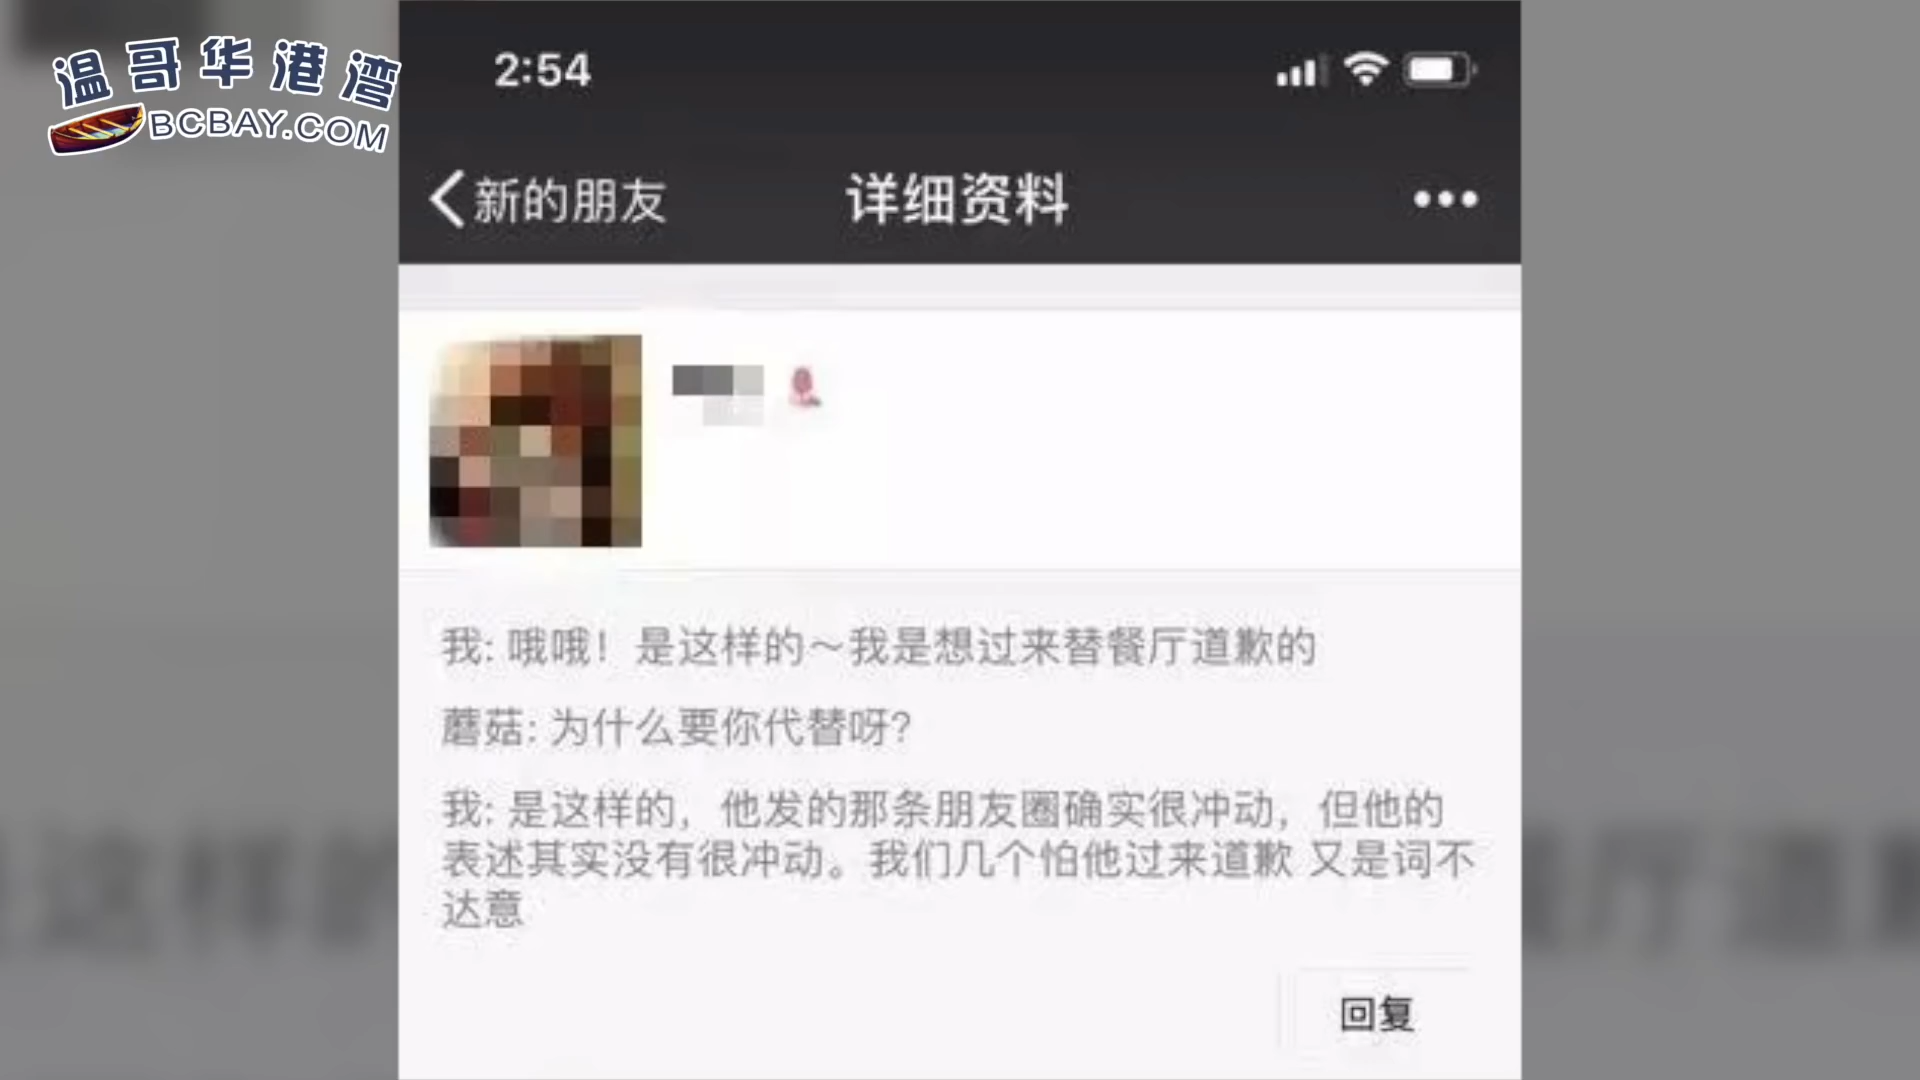 温哥华港湾
BCBAY.COM
2:54
新的朋友
详细资料
我: 哦哦！是这样的～我是想过来替餐厅道歉的
蘑菇: 为什么要你代替呀?
我: 是这样的，他发的那条朋友圈确实很冲动，但他的
表述其实没有很冲动。我们几个怕他过来道歉 又是词不
达意
回复